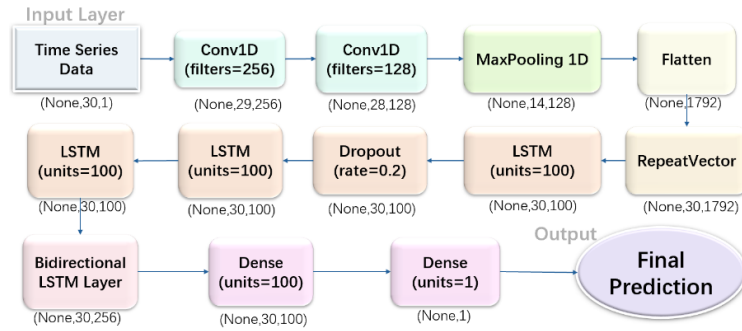 Input Layer
Time Series
Data
(None,30,1)
Conv1D
(filters=256)
(None,29,256)
Conv1D
(filters=128)
(None,28,128)
MaxPooling 1D
(None,14,128)
Flatten
(None,1792)
RepeatVector
(None,30,1792)
LSTM
(units=100)
(None,30,100)
Dropout
(rate=0.2)
(None,30,100)
LSTM
(units=100)
(None,30,100)
LSTM
(units=100)
(None,30,100)
Bidirectional
LSTM Layer
(None,30,256)
Dense
(units=100)
(None,30,100)
Dense
(units=1)
(None,1)
Output
Final
Prediction